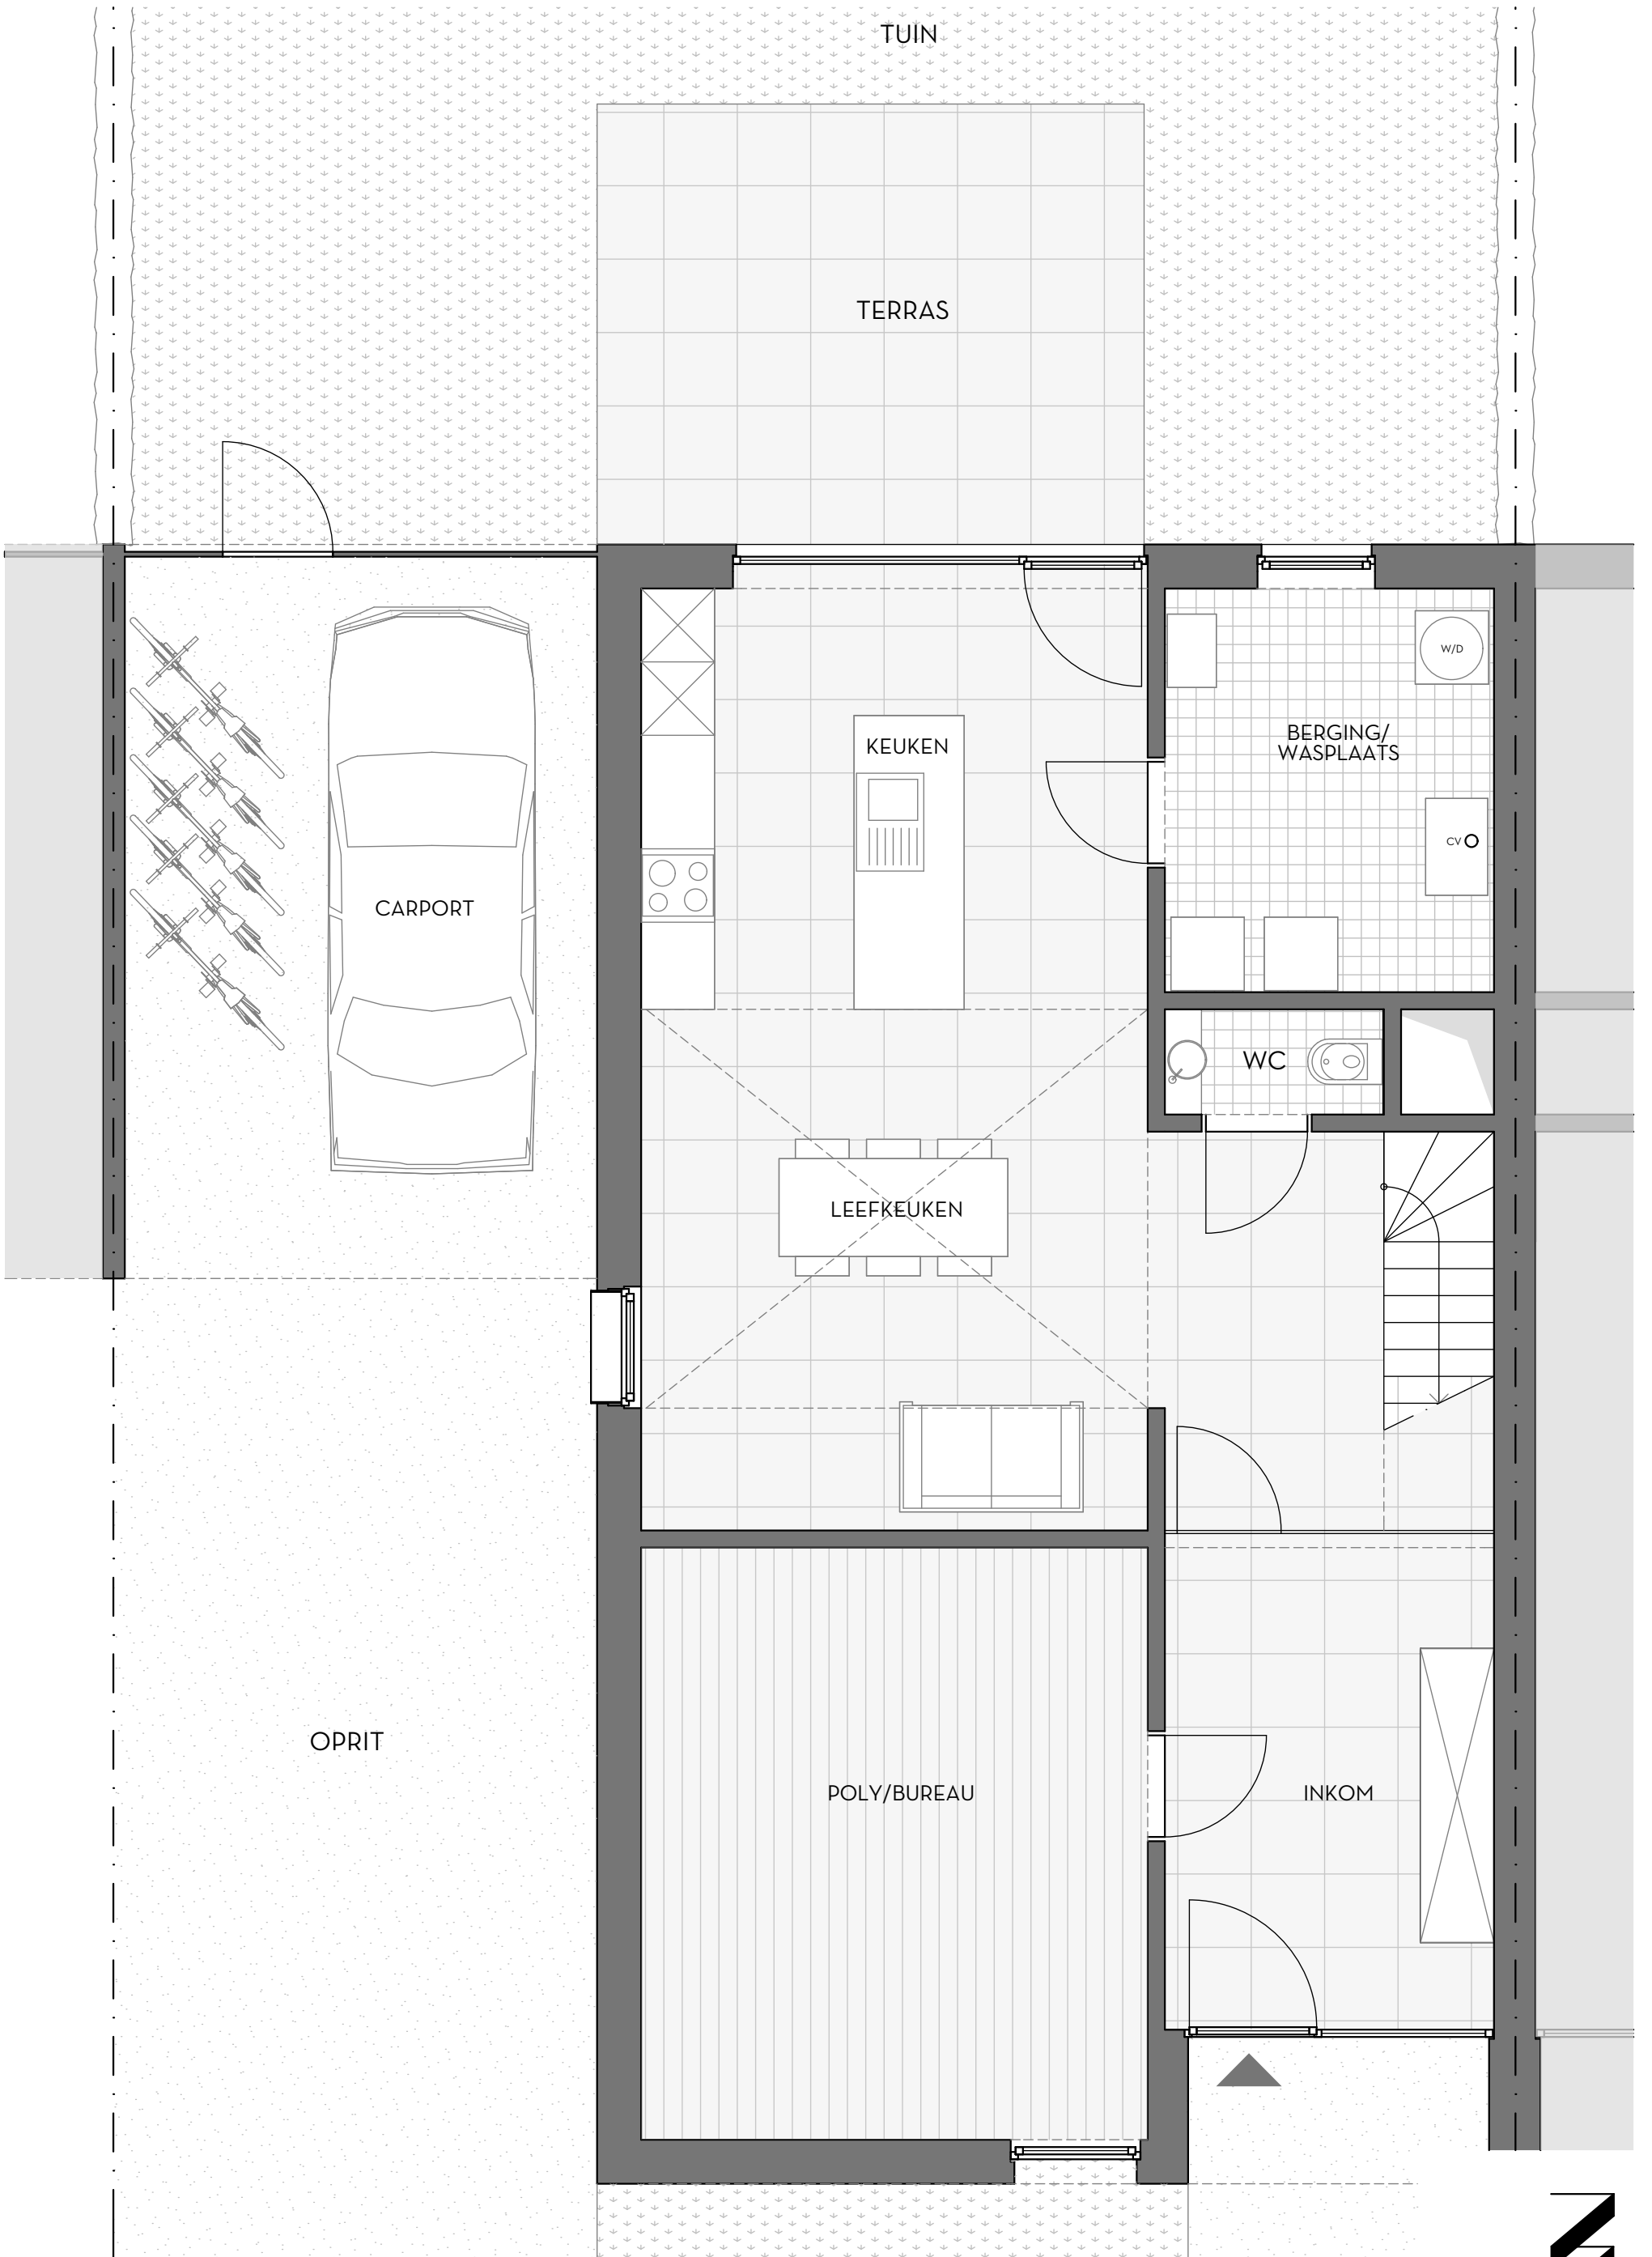 TUIN
TERRAS
KEUKEN
W/D
BERGING/
WASPLAATS
CV
CARPORT
WC
LEEFKEUKEN
OPRIT
POLY/BUREAU
INKOM